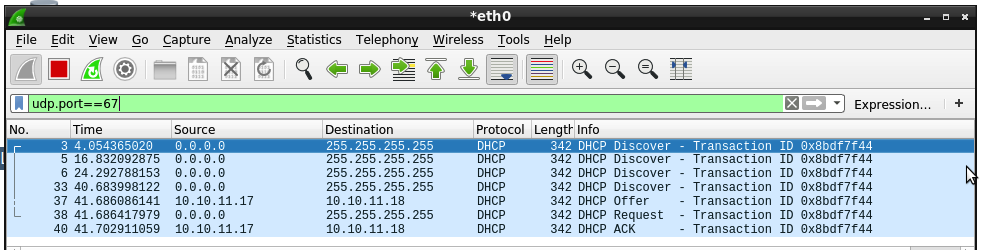 *eth0
File Edit View Go Capture Analyze Statistics Telephony Wireless Tools Help
udp.port==67 Expression... +
No. Time Source Destination Protocol Length Info
3 4.054365020 0.0.0.0 255.255.255.255 DHCP 342 DHCP Discover - Transaction ID 0x8bdf7f44
5 16.832092875 0.0.0.0 255.255.255.255 DHCP 342 DHCP Discover - Transaction ID 0x8bdf7f44
6 24.292788153 0.0.0.0 255.255.255.255 DHCP 342 DHCP Discover - Transaction ID 0x8bdf7f44
33 40.683998122 0.0.0.0 255.255.255.255 DHCP 342 DHCP Discover - Transaction ID 0x8bdf7f44
37 41.686086141 10.10.11.17 10.10.11.18 DHCP 342 DHCP Offer - Transaction ID 0x8bdf7f44
38 41.686417979 0.0.0.0 255.255.255.255 DHCP 342 DHCP Request - Transaction ID 0x8bdf7f44
40 41.702911059 10.10.11.17 10.10.11.18 DHCP 342 DHCP ACK - Transaction ID 0x8bdf7f44